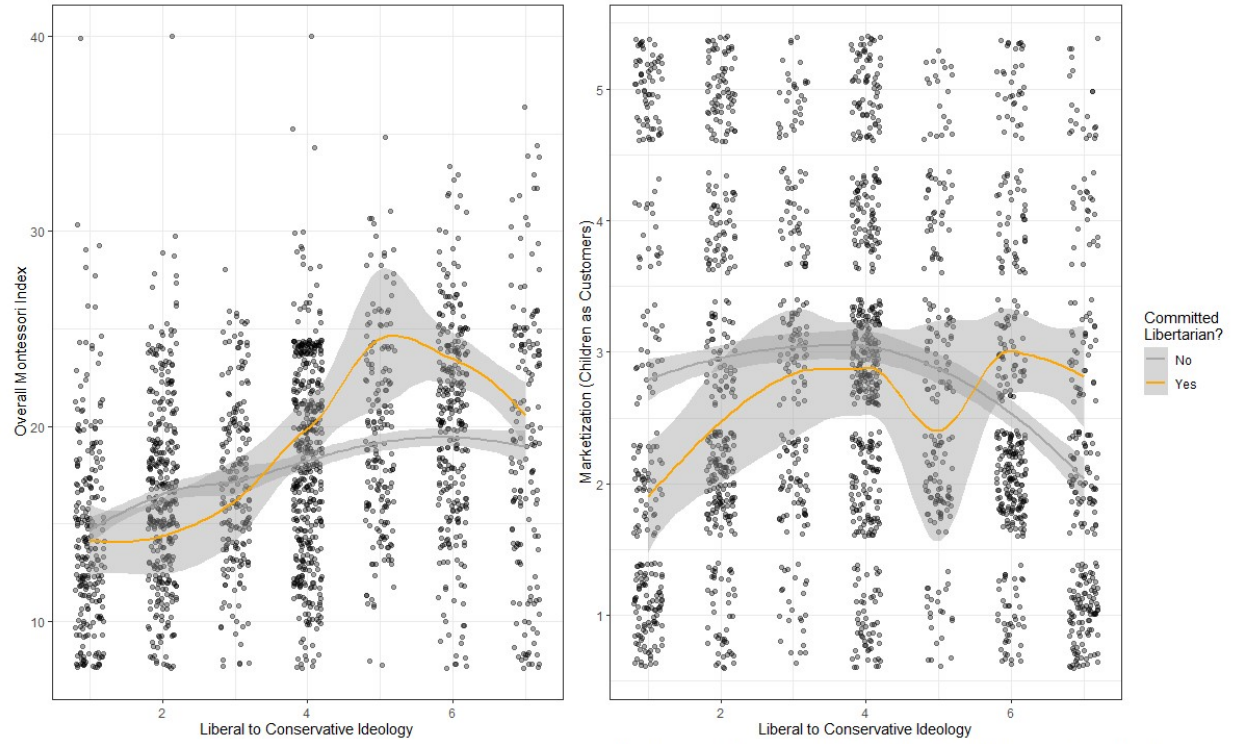 40
30
20
10
Overall Montessori Index
2
4
6
Liberal to Conservative Ideology
5
4
3
2
1
Marketization (Children as Customers)
2
4
6
Liberal to Conservative Ideology
Committed
Libertarian?
No
Yes